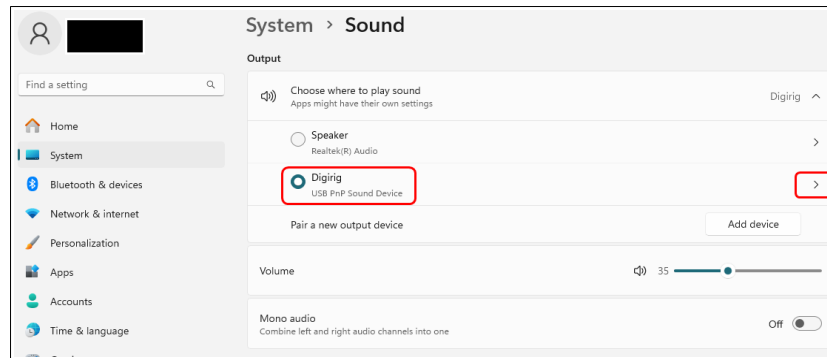 System > Sound
Output
Find a setting
Home
System
Bluetooth & devices
Network & internet
Personalization
Apps
Accounts
Time & language
Choose where to play sound
Apps might have their own settings
Digirig
Speaker
Realtek(R) Audio
Digirig
USB PnP Sound Device
Pair a new output device
Add device
Volume
35
Mono audio
Combine left and right audio channels into one
Off